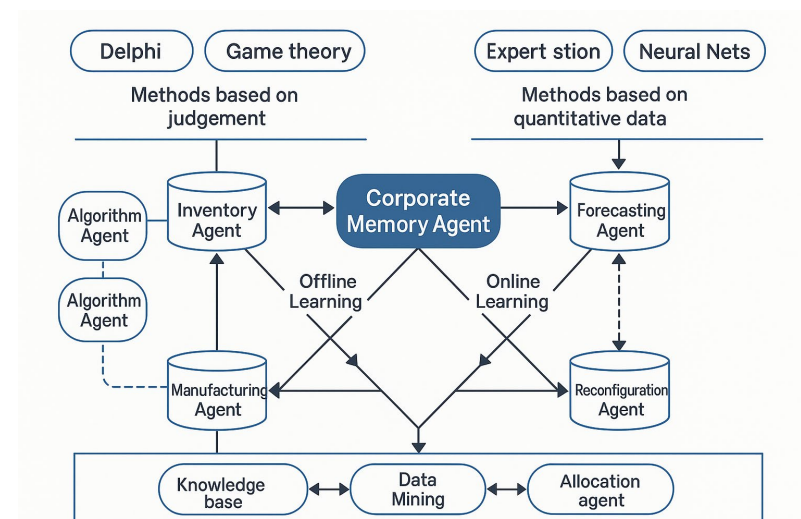 Delphi
Game theory
Expert stion
Neural Nets
Methods based on
judgement
Methods based on
quantitative data
Algorithm
Agent
Inventory
Agent
Corporate
Memory Agent
Forecasting
Agent
Algorithm
Agent
Offline
Learning
Online
Learning
Manufacturing
Agent
Reconfiguration
Agent
Knowledge
base
Data
Mining
Allocation
agent